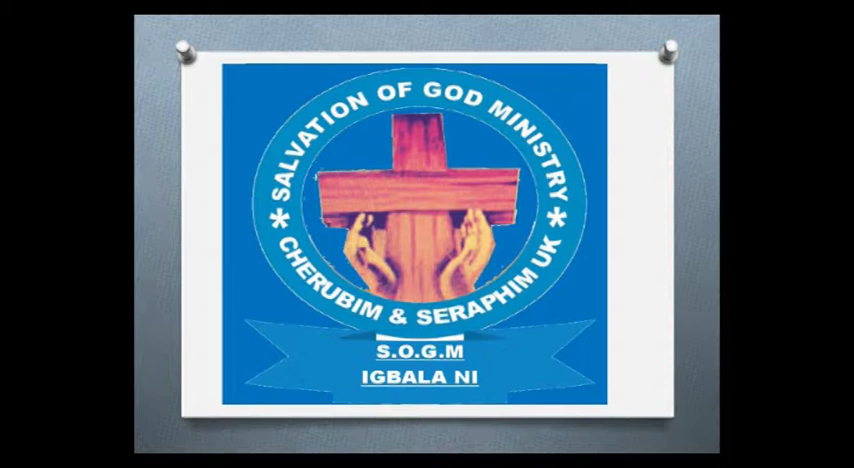 * SALVATION OF GOD MINISTRY *
CHERUBIM & SERAPHIM UK
S.O.G.M
IGBALA NI